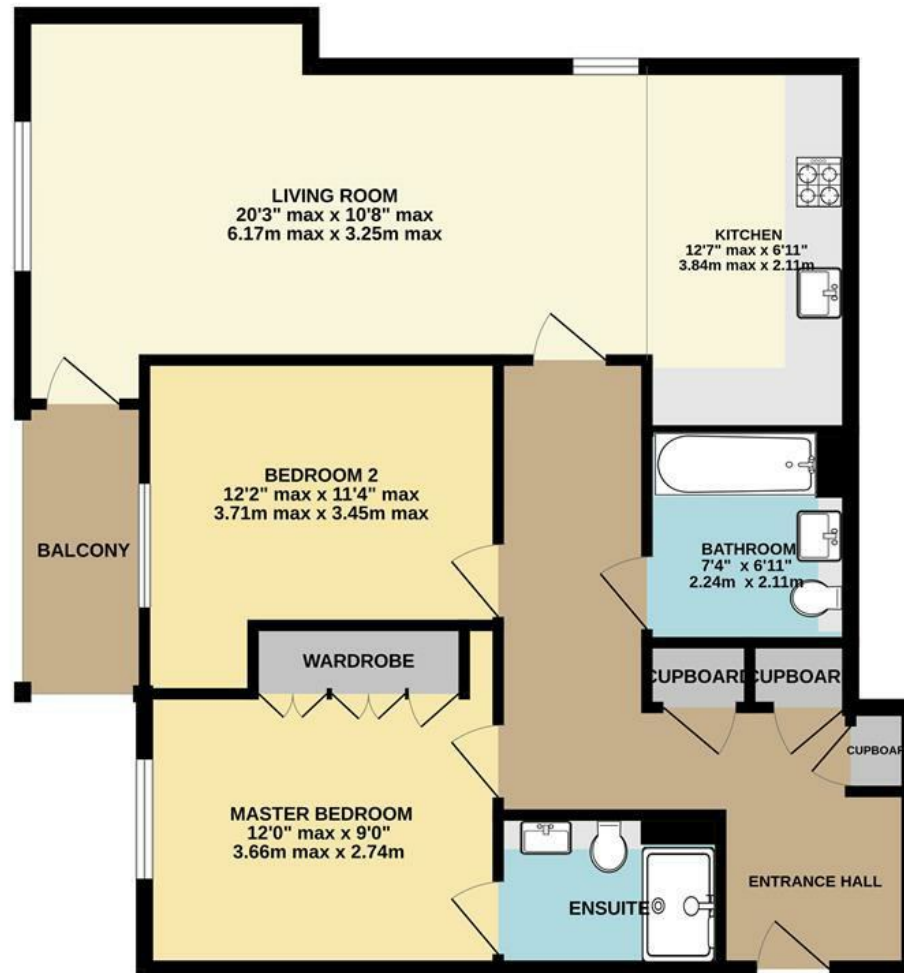 LIVING ROOM
20'3" max x 10'8" max
6.17m max x 3.25m max
KITCHEN
12'7" max x 6'11"
3.84m max x 2.11m
BEDROOM 2
12'2" max x 11'4" max
3.71m max x 3.45m max
BALCONY
BATHROOM
7'4" x 6'11"
2.24m x 2.11m
WARDROBE
CUPBOARD
CUPBOAR
CUPBOAR
MASTER BEDROOM
12'0" max x 9'0"
3.66m max x 2.74m
ENSUITE
ENTRANCE HALL